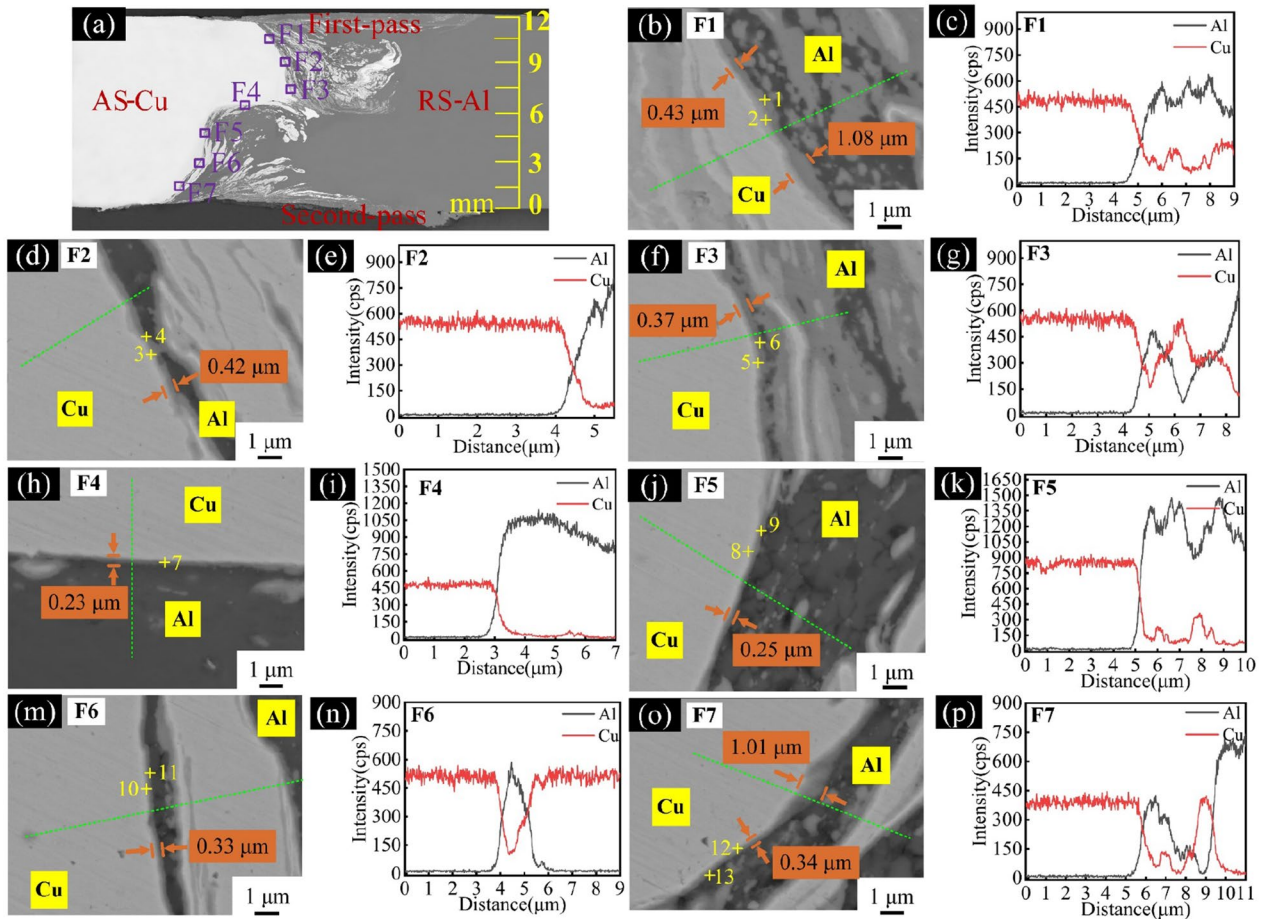 (a)
First-pass
12
F1
F2
9
F3
F4
AS-Cu
RS-Al
6
F5
F6
3
F7
mm
0
Second-pass
(b)
F1
Al
0.43 μm
+1
2+
1.08 μm
Cu
1 μm
(c)
F1
Al
Cu
Intensity(cps)
900
750
600
450
300
150
0
0 1 2 3 4 5 6 7 8 9
Distance(μm)
(d)
F2
+4
3+
0.42 μm
Cu
Al
1 μm
(e)
F2
Al
Cu
Intensity(cps)
900
750
600
450
300
150
0
0 1 2 3 4 5
Distance(μm)
(f)
F3
Al
0.37 μm
+6
5+
Cu
1 μm
(g)
F3
Al
Cu
Intensity(cps)
900
750
600
450
300
150
0
0 2 4 6 8
Distance(μm)
(h)
F4
Cu
+7
0.23 μm
Al
1 μm
(i)
F4
Al
Cu
Intensity(cps)
1500
1350
1200
1050
900
750
600
450
300
150
0
0 1 2 3 4 5 6 7
Distance(μm)
(j)
F5
Al
+9
8+
0.25 μm
Cu
1 μm
(k)
F5
Al
Cu
Intensity(cps)
1650
1500
1350
1200
1050
900
750
600
450
300
150
0
0 1 2 3 4 5 6 7 8 9 10
Distance(μm)
(m)
F6
Al
+11
10+
0.33 μm
Cu
1 μm
(n)
F6
Al
Cu
Intensity(cps)
900
750
600
450
300
150
0
0 1 2 3 4 5 6 7 8 9
Distance(μm)
(o)
F7
1.01 μm
Al
Cu
12+
+13
0.34 μm
1 μm
(p)
F7
Al
Cu
Intensity(cps)
900
750
600
450
300
150
0
0 1 2 3 4 5 6 7 8 9 10 11
Distance(μm)